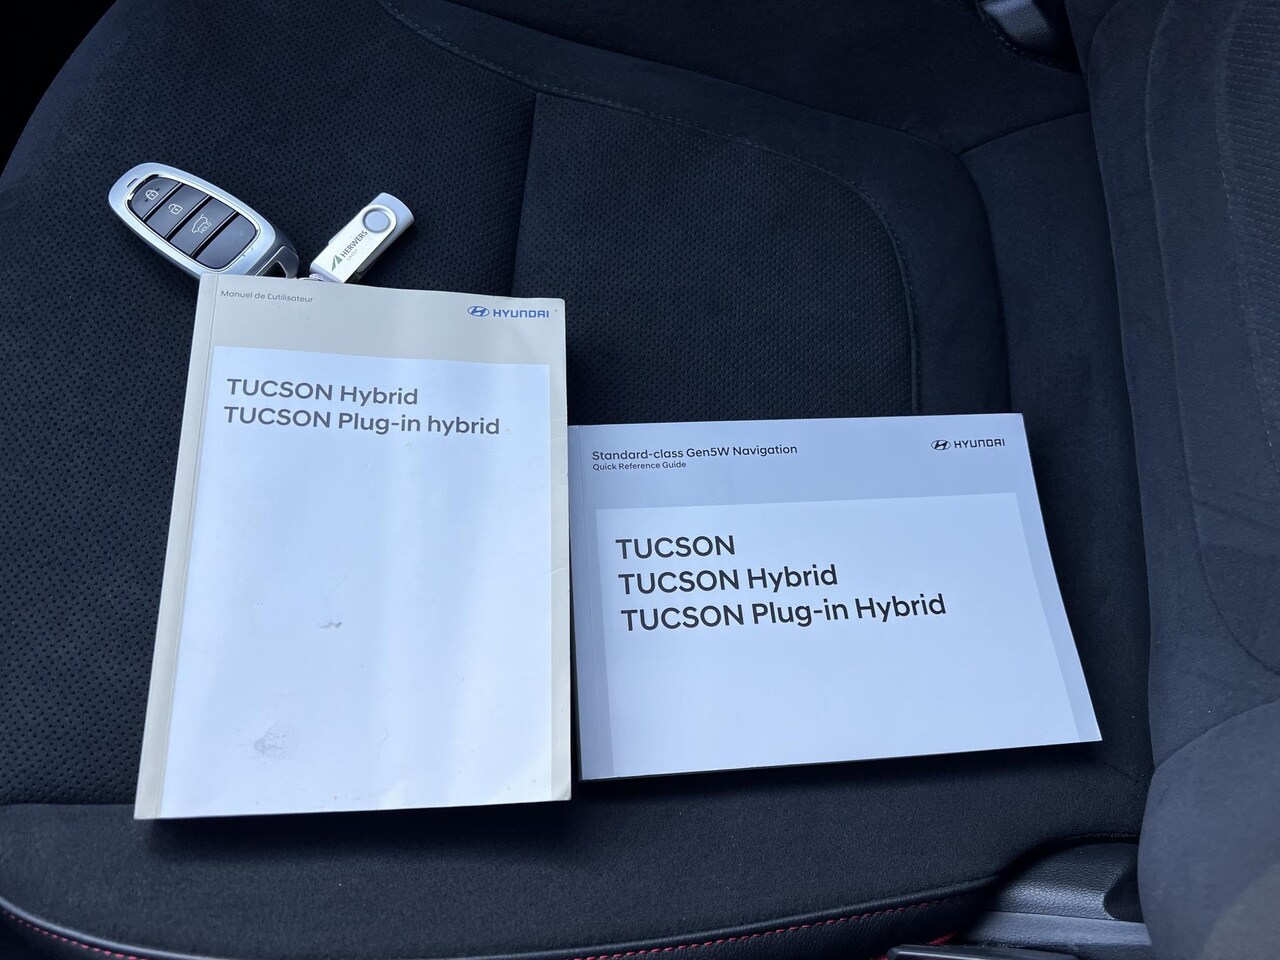 HOLD
HERWERS
Manuel de L'utilisateur
HYUNDAI
TUCSON Hybrid
TUCSON Plug-in hybrid
Standard-class Gen5W Navigation
Quick Reference Guide
HYUNDAI
TUCSON
TUCSON Hybrid
TUCSON Plug-in Hybrid